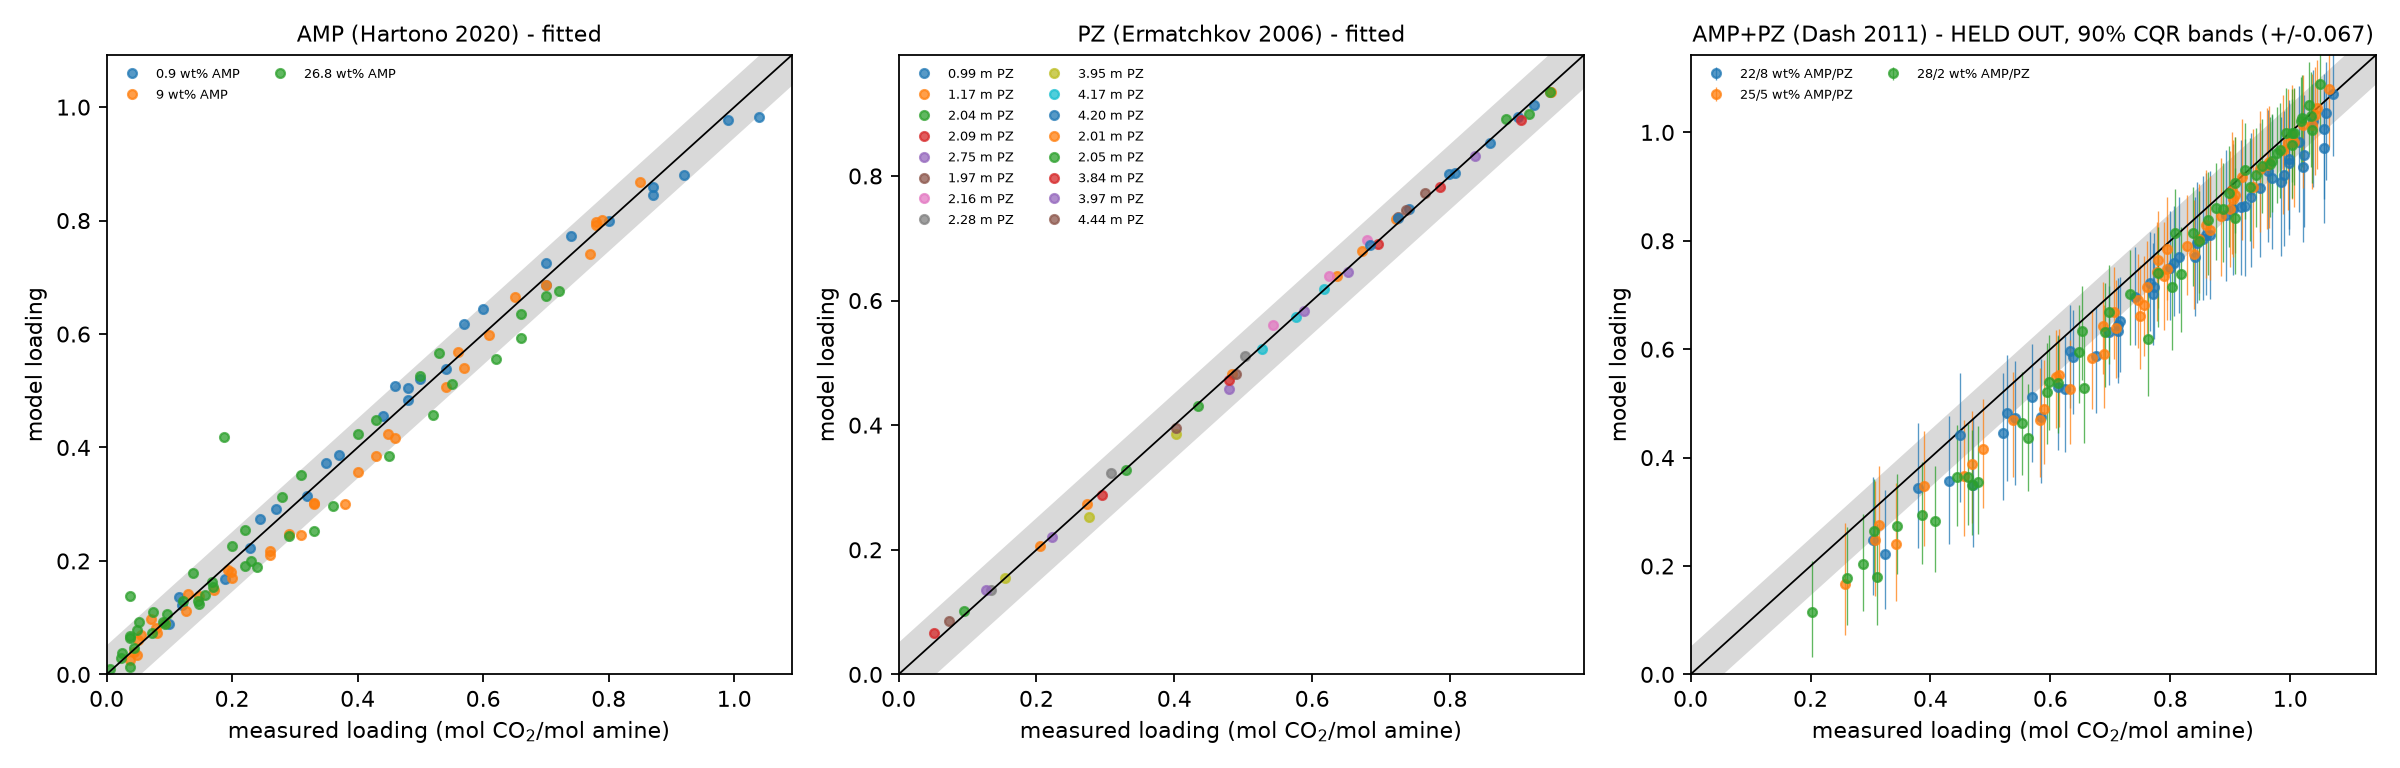 AMP (Hartono 2020) - fitted
0.9 wt% AMP
9 wt% AMP
26.8 wt% AMP
model loading
1.0
0.8
0.6
0.4
0.2
0.0
0.0 0.2 0.4 0.6 0.8 1.0
measured loading (mol CO₂/mol amine)
PZ (Ermatchkov 2006) - fitted
0.99 m PZ
1.17 m PZ
2.04 m PZ
2.09 m PZ
2.75 m PZ
1.97 m PZ
2.16 m PZ
2.28 m PZ
3.95 m PZ
4.17 m PZ
4.20 m PZ
2.01 m PZ
2.05 m PZ
3.84 m PZ
3.97 m PZ
4.44 m PZ
model loading
0.8
0.6
0.4
0.2
0.0
0.0 0.2 0.4 0.6 0.8
measured loading (mol CO₂/mol amine)
AMP+PZ (Dash 2011) - HELD OUT, 90% CQR bands (+/-0.067)
22/8 wt% AMP/PZ
25/5 wt% AMP/PZ
28/2 wt% AMP/PZ
model loading
1.0
0.8
0.6
0.4
0.2
0.0
0.0 0.2 0.4 0.6 0.8 1.0
measured loading (mol CO₂/mol amine)